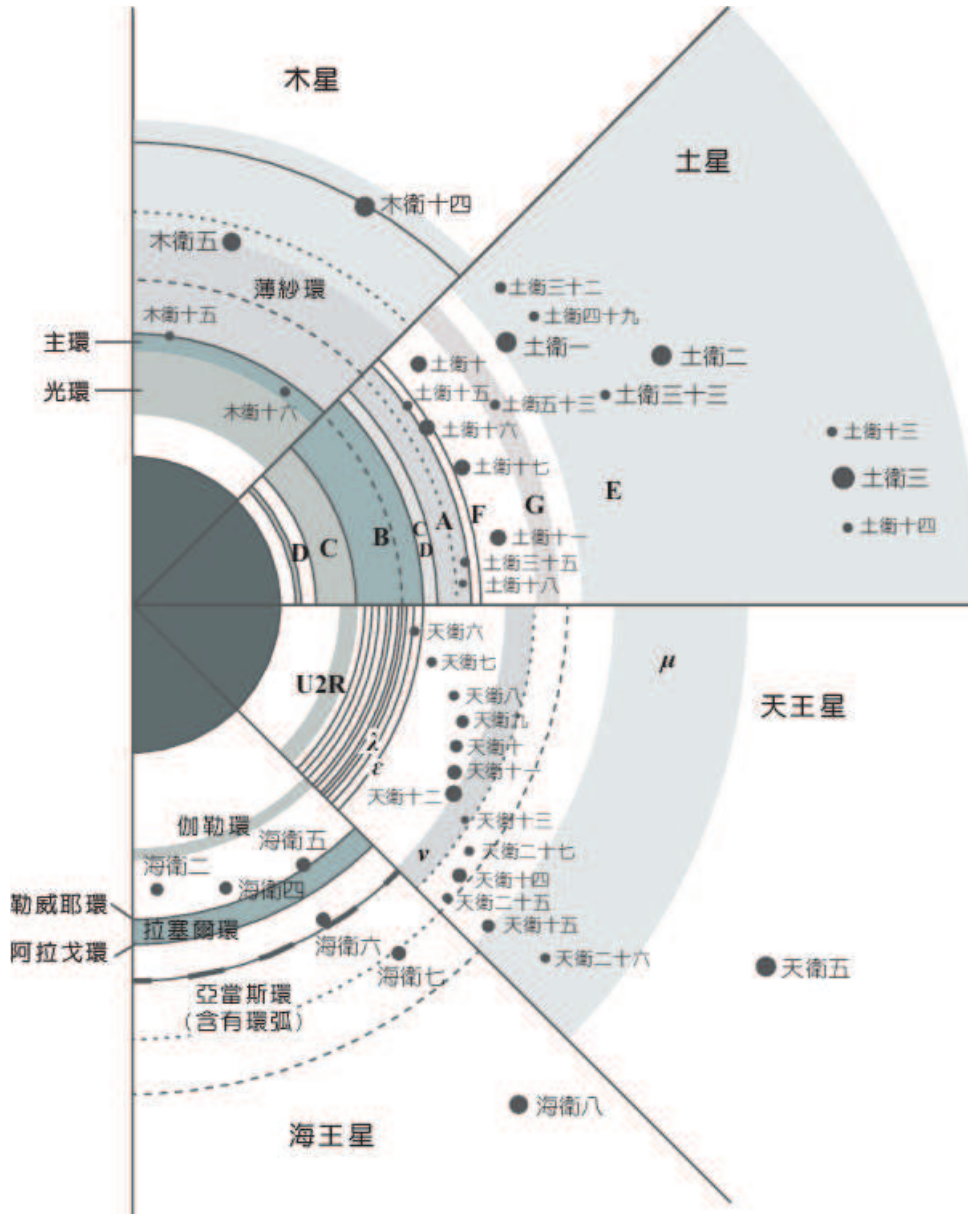 木星
木衛十四
木衛五
薄紗環
木衛十五
主環
光環
木衛十六
土星
土衛三十二
土衛四十九
土衛一
土衛二
土衛十
土衛十五
土衛五十三
土衛三十三
土衛十六
土衛十三
土衛十七
土衛三
土衛十四
土衛十一
土衛三十五
土衛十八
D
C
B
C
D
A
F
G
E
天王星
U2R
λ
ε
ν
μ
天衛六
天衛七
天衛八
天衛九
天衛十
天衛十一
天衛十二
天衛十三
天衛二十七
天衛十四
天衛二十五
天衛十五
天衛二十六
天衛五
伽勒環
海衛五
海衛二
海衛四
勒威耶環
拉塞爾環
阿拉戈環
海衛六
海衛七
亞當斯環
(含有環弧)
海衛八
海王星